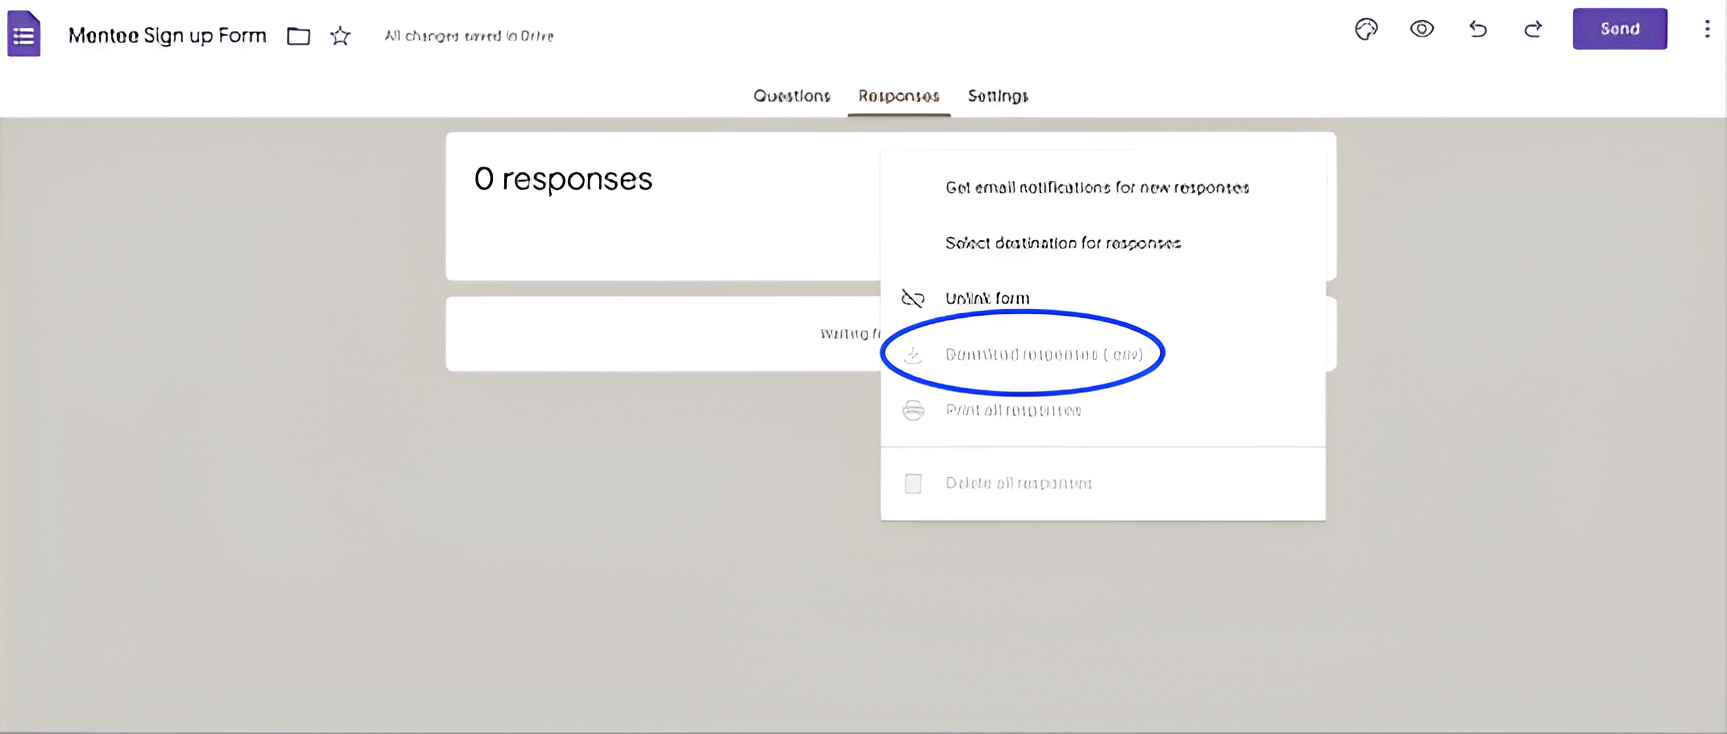 Mentee Sign up Form
All changes saved in Drive
Send
Questions
Responses
Settings
0 responses
Get email notifications for new responses
Select destination for responses
Unlink form
Waiting
Download responses (.csv)
Print all responses
Delete all responses